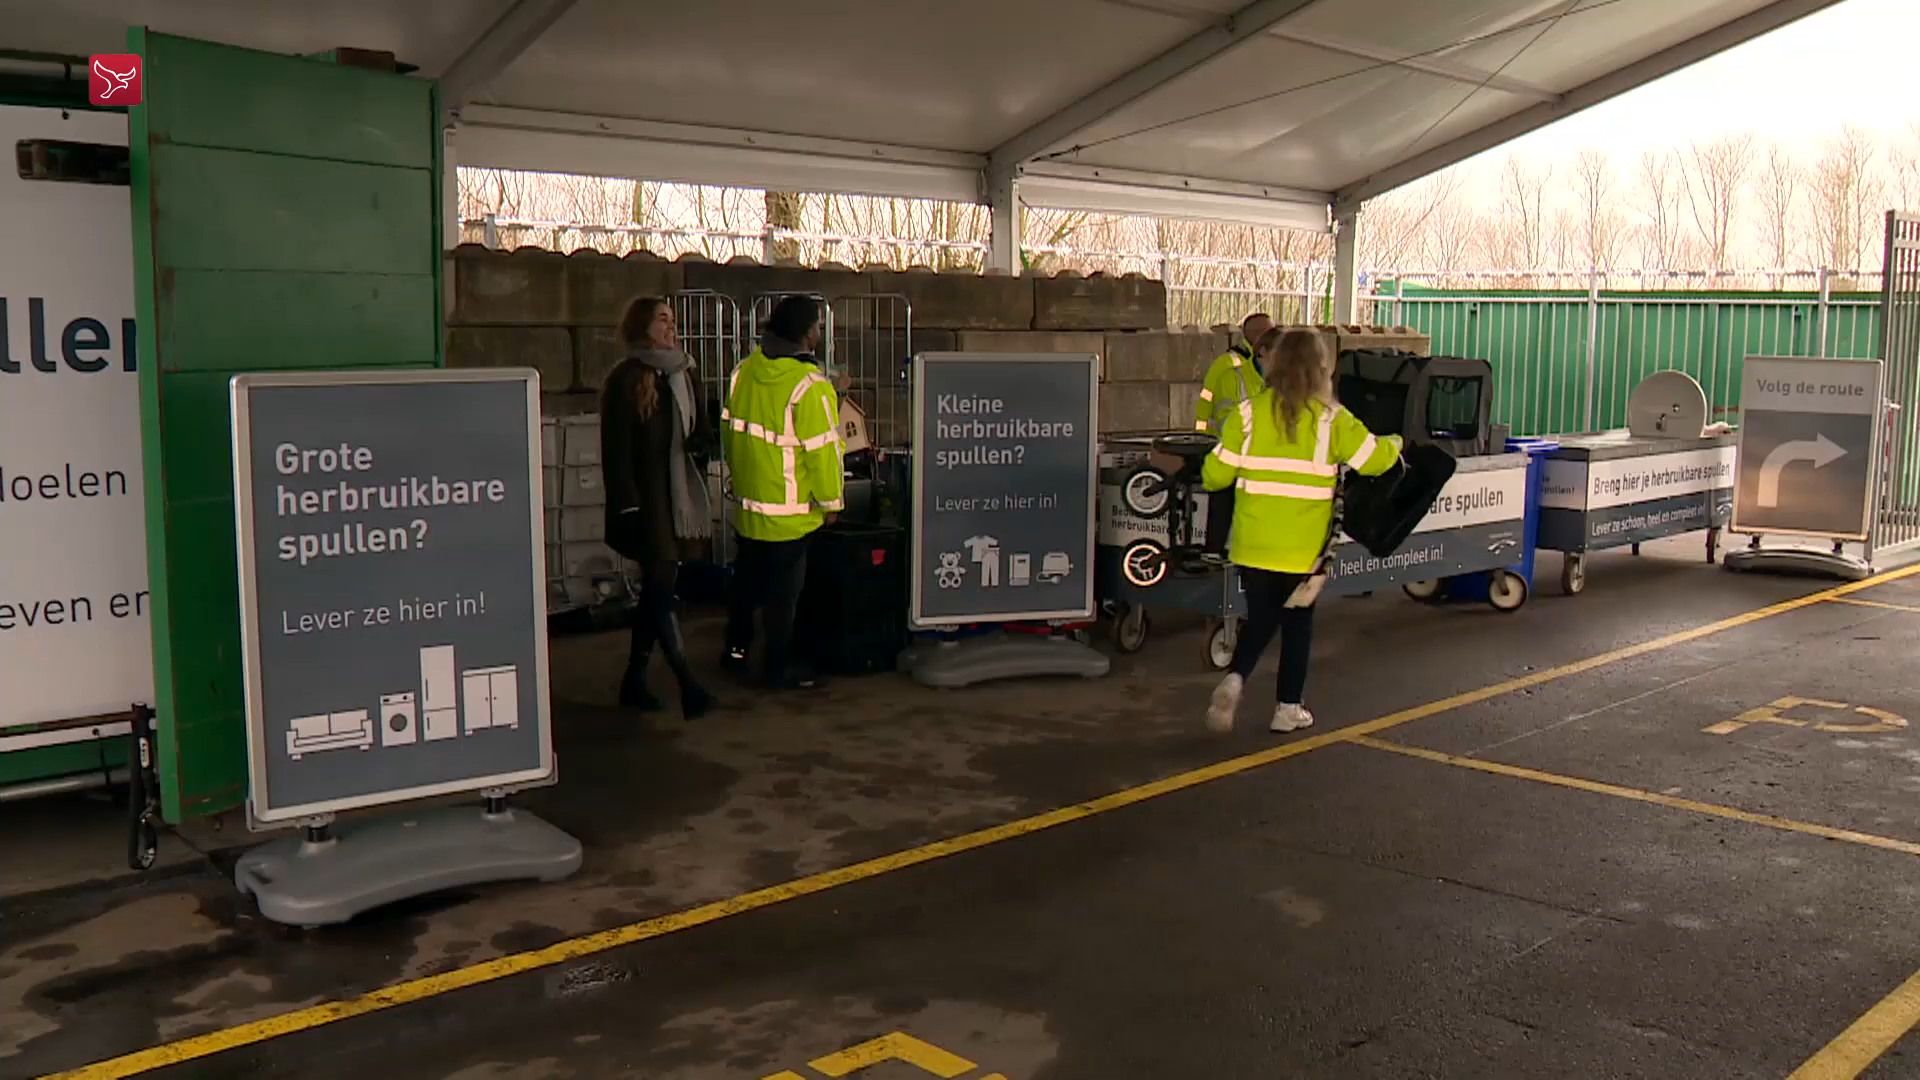 doelen
even en
Grote
herbruikbare
spullen?
Lever ze hier in!
Kleine
herbruikbare
spullen?
Lever ze hier in!
herbruikbare
are spullen
, heel en compleet in!
Breng hier je herbruikbare spullen
Lever ze schoon, heel en compleet in!
Volg de route